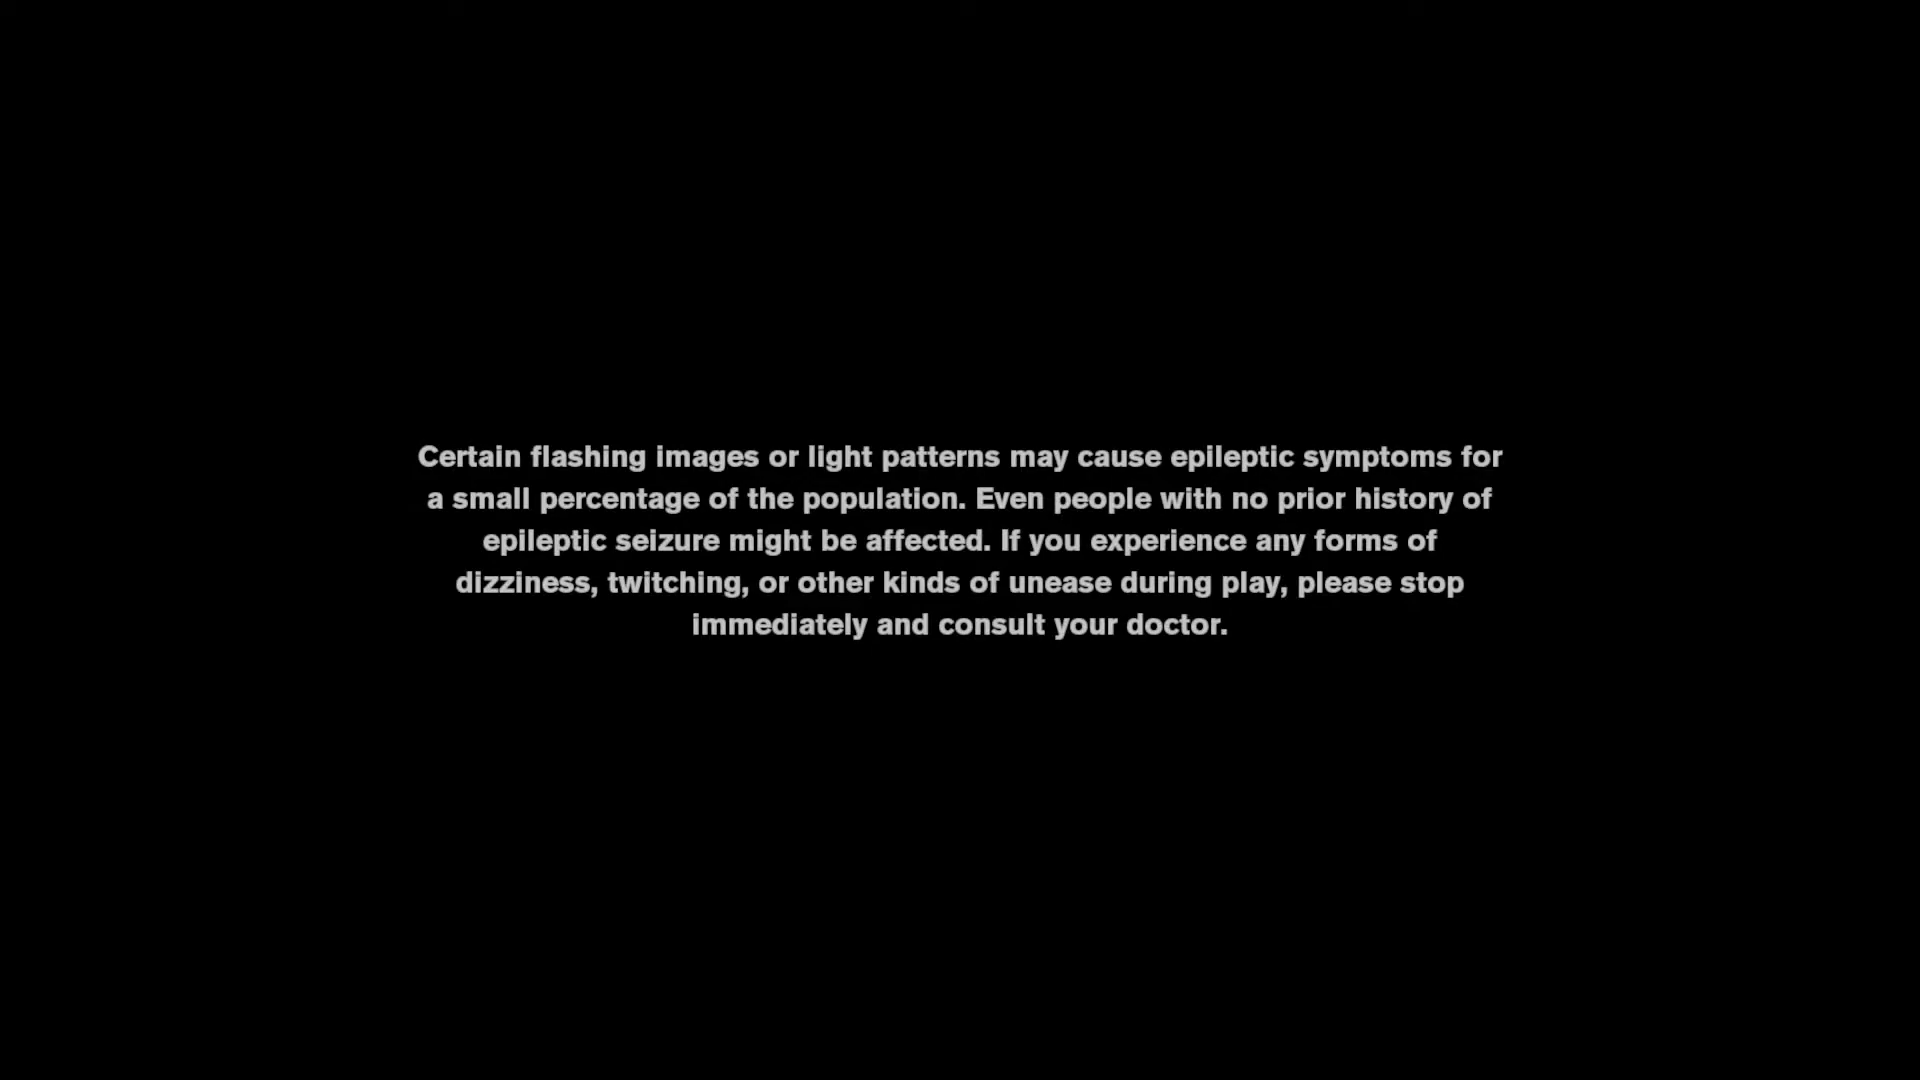 Certain flashing images or light patterns may cause epileptic symptoms for
a small percentage of the population. Even people with no prior history of
epileptic seizure might be affected. If you experience any forms of
dizziness, twitching, or other kinds of unease during play, please stop
immediately and consult your doctor.